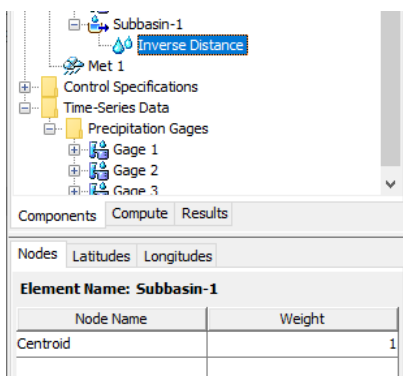 Subbasin-1
Inverse Distance
Met 1
Control Specifications
Time-Series Data
Precipitation Gages
Gage 1
Gage 2
Gage 3
Components Compute Results
Nodes Latitudes Longitudes
Element Name: Subbasin-1
Node Name Weight
Centroid 1